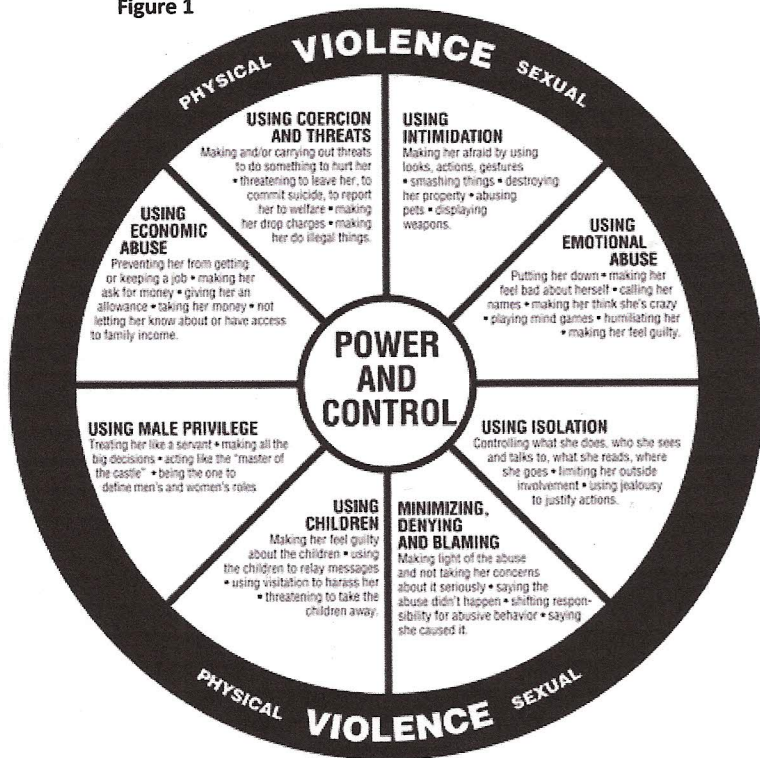 Figure 1
PHYSICAL VIOLENCE SEXUAL
USING COERCION
AND THREATS
Making and/or carrying out threats
to do something to hurt her
• threatening to leave her, to
commit suicide, to report
her to welfare • making
her drop charges • making
her do illegal things.
USING
INTIMIDATION
Making her afraid by using
looks, actions, gestures
• smashing things • destroying
her property • abusing
pets • displaying
weapons.
USING
EMOTIONAL
ABUSE
Putting her down • making her
feel bad about herself • calling her
names • making her think she's crazy
• playing mind games • humiliating her
• making her feel guilty.
USING ISOLATION
Controlling what she does, who she sees
and talks to, what she reads, where
she goes • limiting her outside
involvement • using jealousy
to justify actions.
MINIMIZING,
DENYING
AND BLAMING
Making light of the abuse
and not taking her concerns
about it seriously • saying the
abuse didn't happen • shifting respon-
sibility for abusive behavior • saying
she caused it.
USING
CHILDREN
Making her feel guilty
about the children • using
the children to relay messages
• using visitation to harass her
• threatening to take the
children away.
USING MALE PRIVILEGE
Treating her like a servant • making all the
big decisions • acting like the "master of
the castle" • being the one to
define men's and women's roles
USING
ECONOMIC
ABUSE
Preventing her from getting
or keeping a job • making her
ask for money • giving her an
allowance • taking her money • not
letting her know about or have access
to family income.
POWER
AND
CONTROL
PHYSICAL VIOLENCE SEXUAL